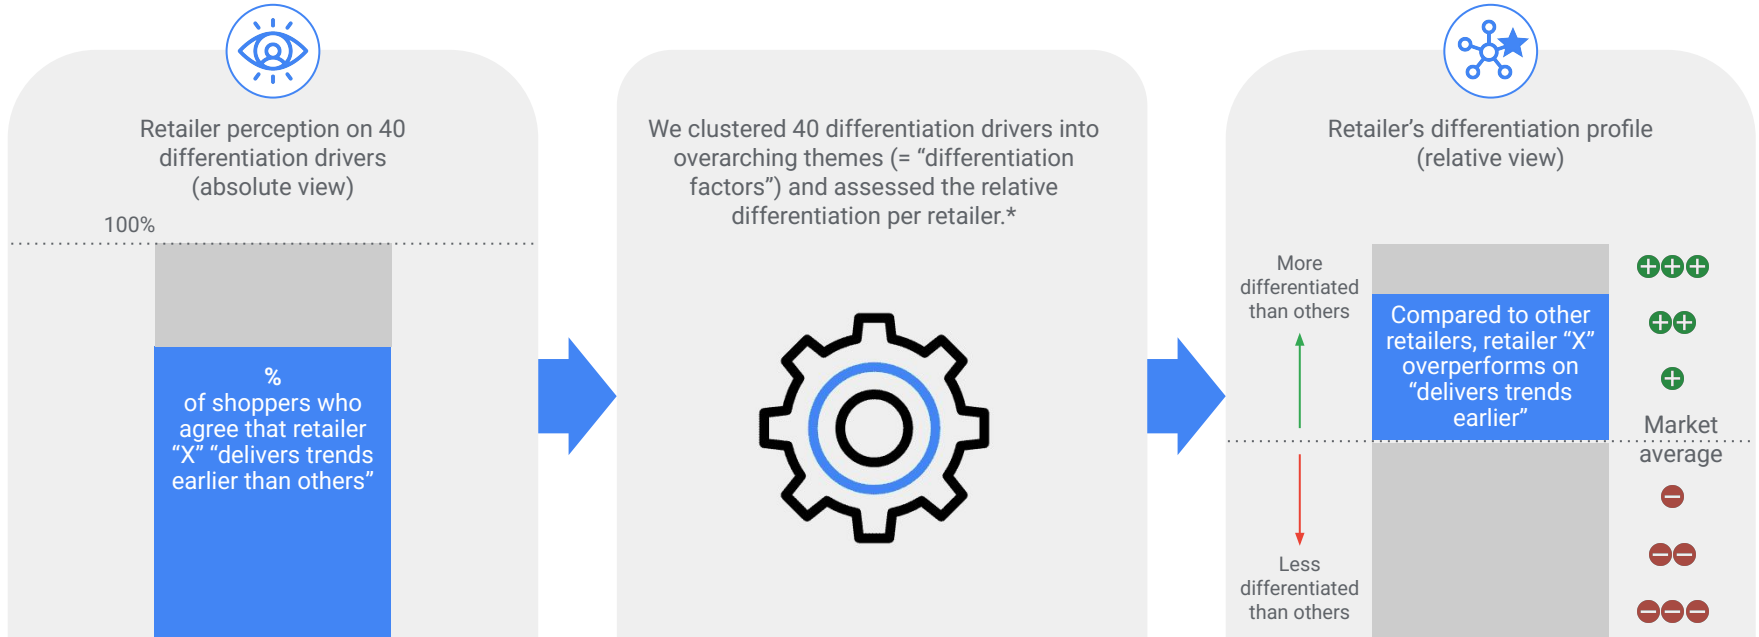 Retailer perception on 40
differentiation drivers
(absolute view)
100%
%
of shoppers who
agree that retailer
“X” “delivers trends
earlier than others”
We clustered 40 differentiation drivers into
overarching themes (= “differentiation
factors”) and assessed the relative
differentiation per retailer.*
Retailer’s differentiation profile
(relative view)
More
differentiated
than others
Compared to other
retailers, retailer “X”
overperforms on
“delivers trends
earlier”
Market
average
Less
differentiated
than others